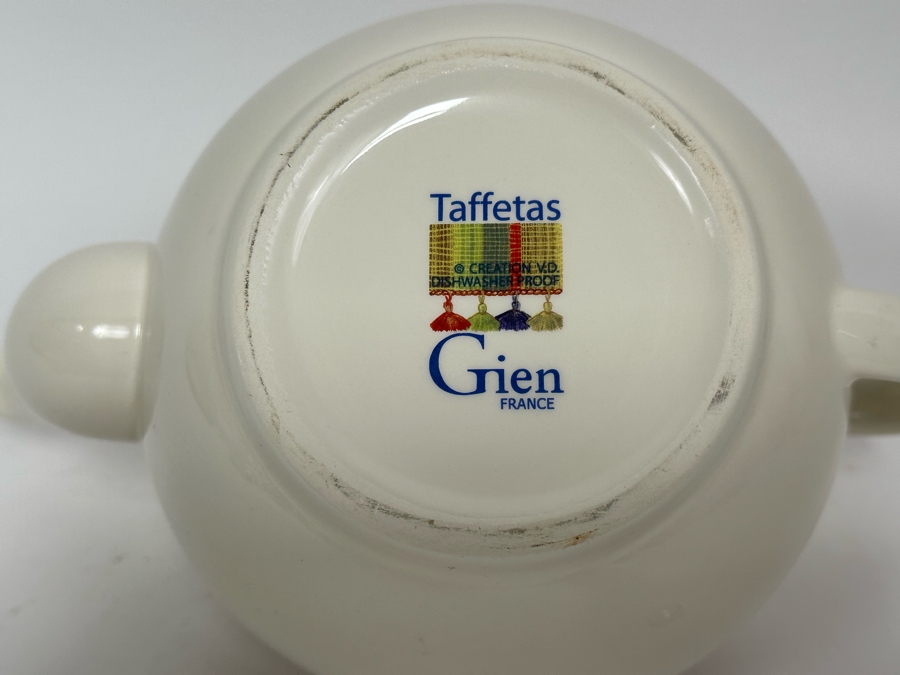 Taffetas
© CREATION V.D.
DISHWASHER PROOF
Gien
FRANCE